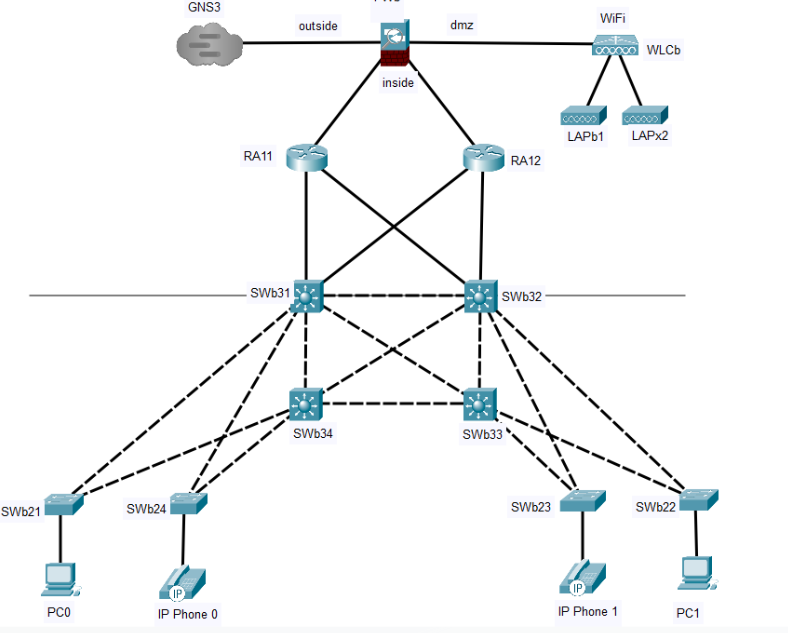 GNS3
outside
dmz
WiFi
WLCb
inside
LAPb1
LAPx2
RA11
RA12
SWb31
SWb32
SWb34
SWb33
SWb21
SWb24
SWb23
SWb22
IP
IP
PC0
IP Phone 0
IP Phone 1
PC1